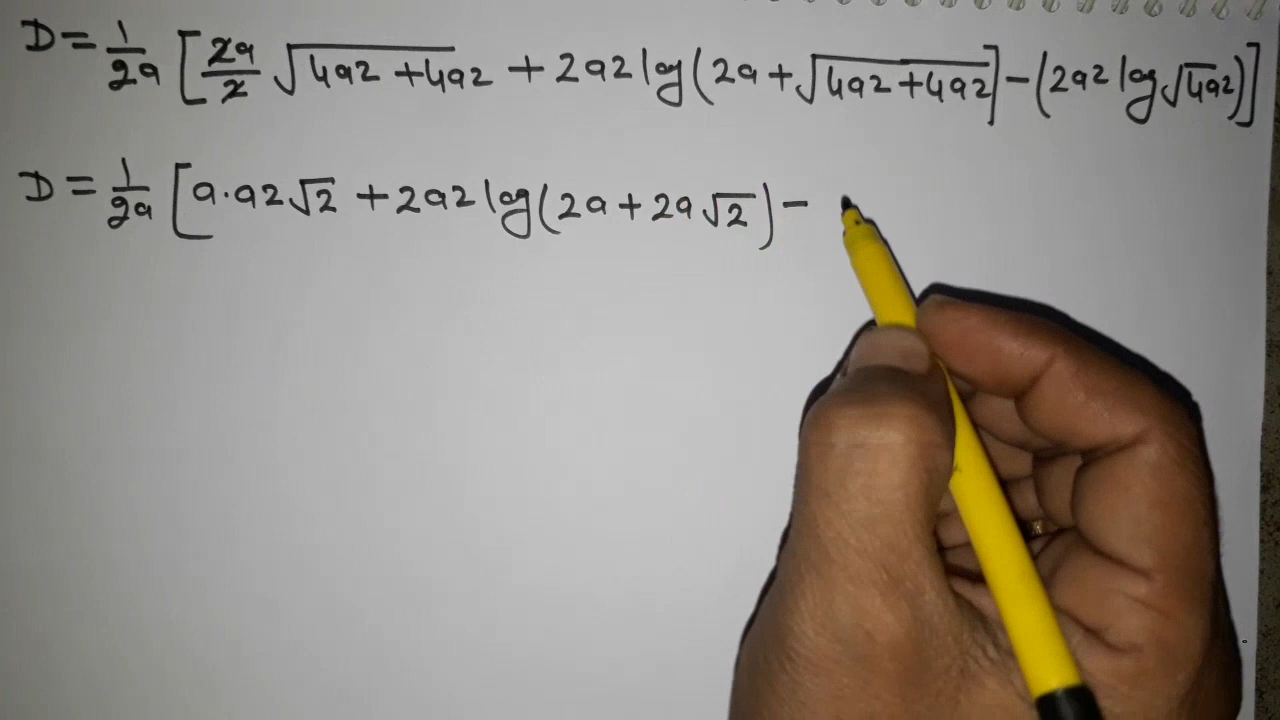 D = 1/2a [2a/2 √4a2 + 4a2 + 2a2 log(2a + √4a2 + 4a2] - (2a2 log √4a2)]
D = 1/2a [a.a2√2 + 2a2 log(2a + 2a√2) -